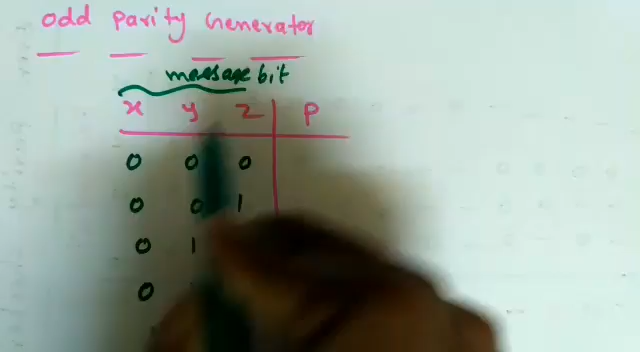 odd parity Generator
message bit
x y z P
0 0 0
0 0 1
0 1
0